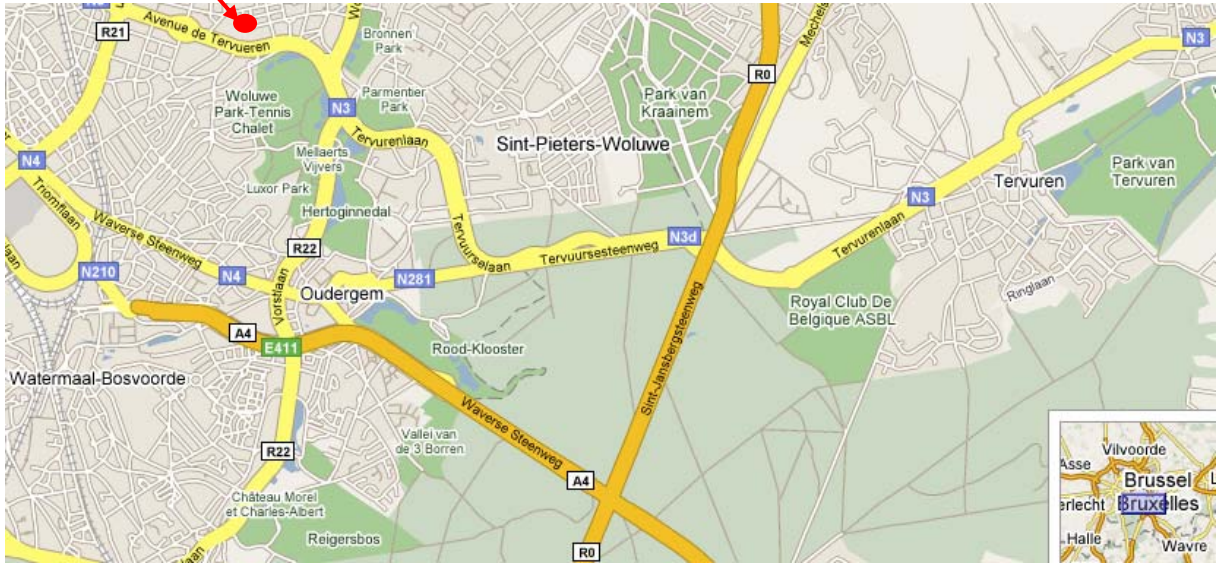 R21
Avenue de Tervueren
Bronnen
Park
R0
N3
Woluwe
Park-Tennis
Chalet
Parmentier
Park
N3
Park van
Kraainem
Tervurenlaan
Sint-Pieters-Woluwe
N4
Mellaerts
Vijvers
Luxor Park
Park van
Tervuren
Tervuren
Triomflaan
Hertoginnedal
N3
Waverse Steenweg
R22
Tervuurselaan
Tervuursesteenweg
N3d
Tervurenlaan
laan
N210
N4
N281
Oudergem
Vorstlaan
Ringlaan
Royal Club De
Belgique ASBL
A4
E411
Rood-Klooster
Sint-Jansbergsteenweg
Watermaal-Bosvoorde
Waverse Steenweg
Vallei van
de 3 Borren
R22
A4
Château Morel
et Charles-Albert
Reigersbos
R0
laan
Vilvoorde
Asse
Brussel
Bruxelles
erlecht
Halle
Wavre